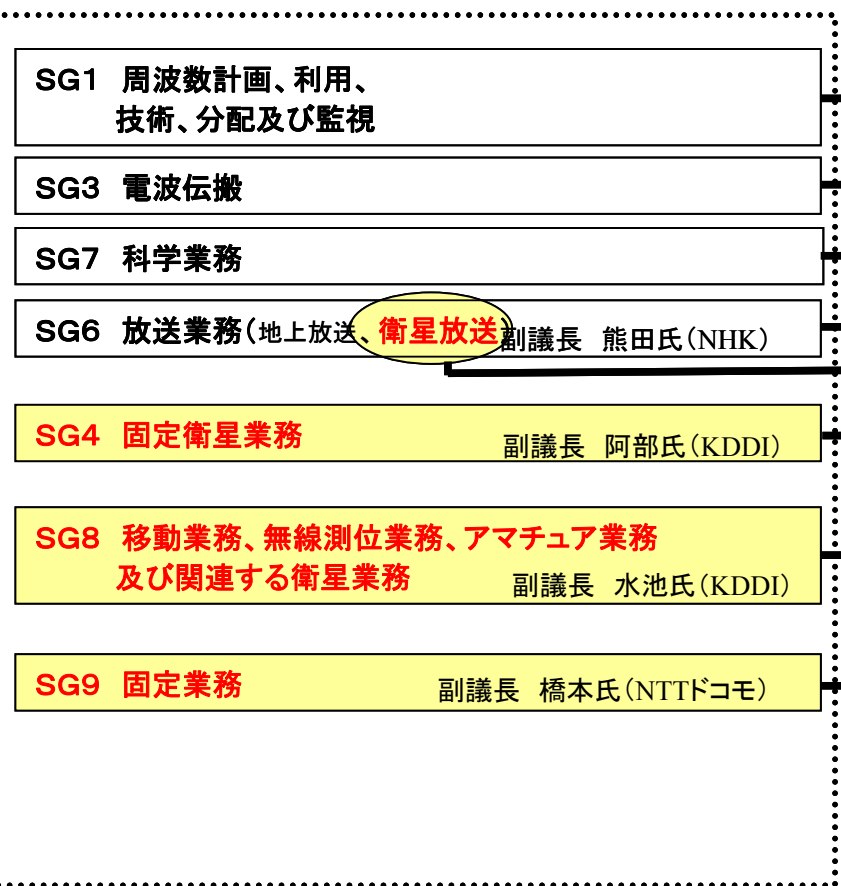 SG1 周波数計画、利用、
技術、分配及び監視
SG3 電波伝搬
SG7 科学業務
SG6 放送業務(地上放送、衛星放送)副議長 熊田氏(NHK)
SG4 固定衛星業務 副議長 阿部氏(KDDI)
SG8 移動業務、無線測位業務、アマチュア業務
及び関連する衛星業務 副議長 水池氏(KDDI)
SG9 固定業務 副議長 橋本氏(NTTドコモ)